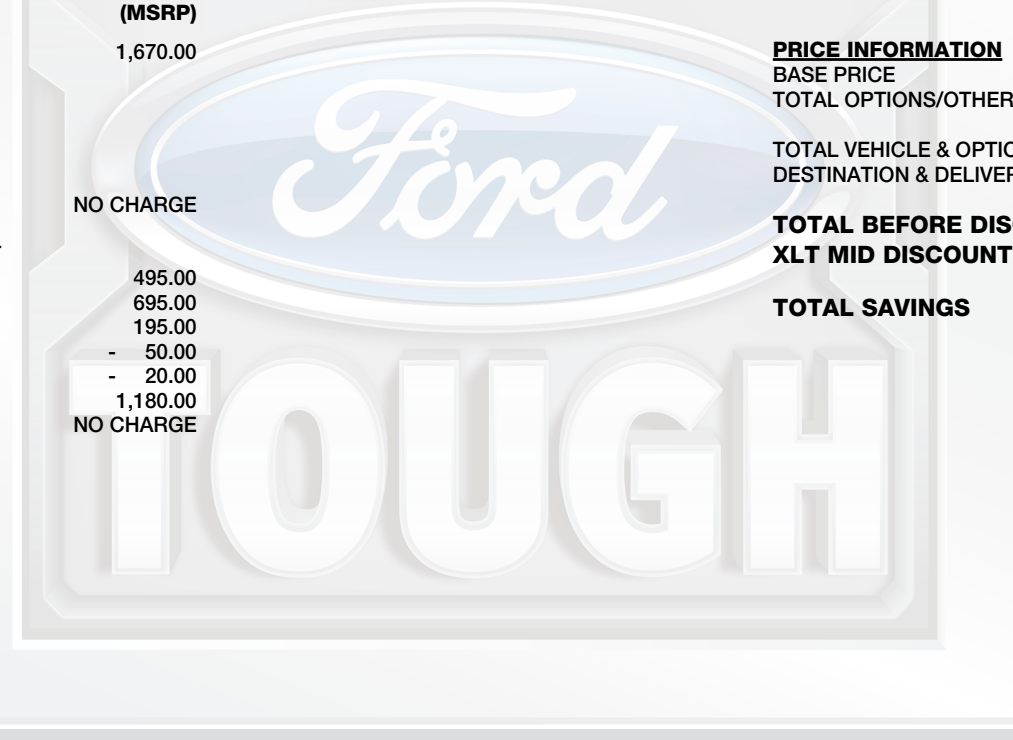 (MSRP)
1,670.00
NO CHARGE
495.00
695.00
195.00
- 50.00
- 20.00
1,180.00
NO CHARGE
PRICE INFORMATION
BASE PRICE
TOTAL OPTIONS/OTHER
TOTAL VEHICLE & OPTIO
DESTINATION & DELIVER
TOTAL BEFORE DIS
XLT MID DISCOUNT
TOTAL SAVINGS
Ford
TOUGH